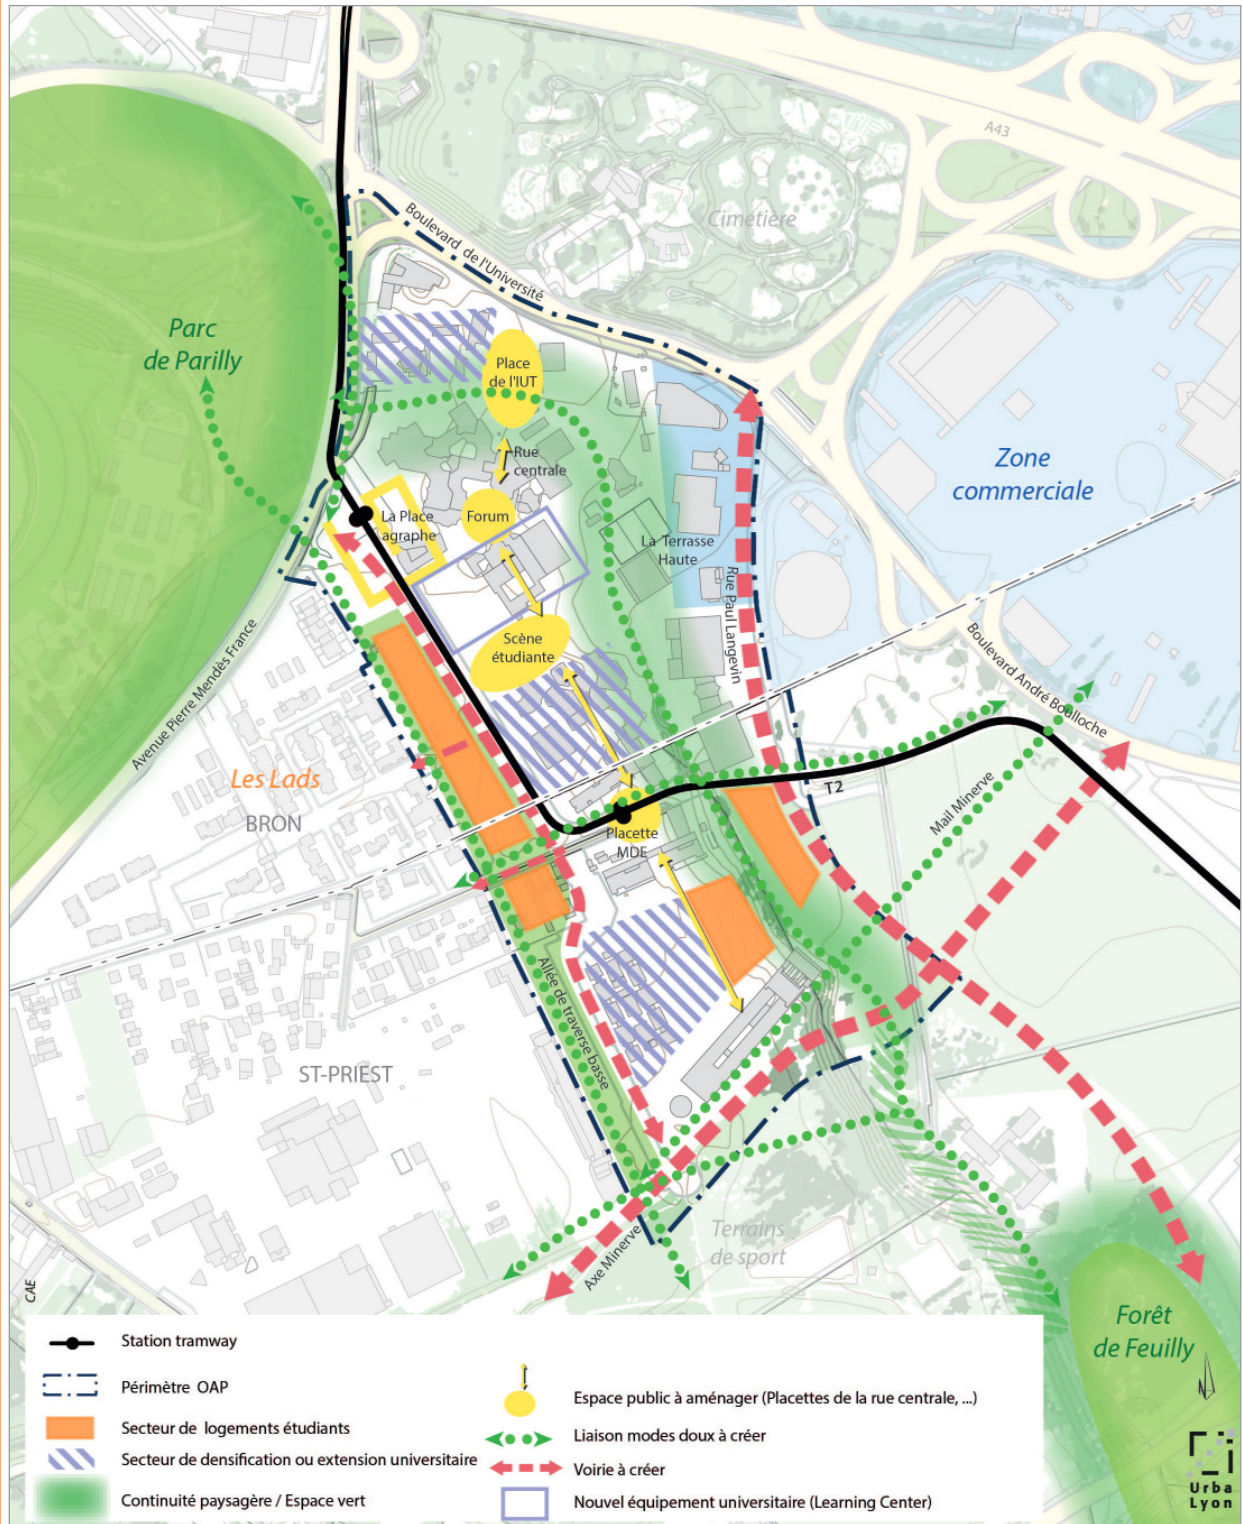 A43
Cimetière
Boulevard de l'Université
Parc
de Parilly
Place
de l'IUT
Rue
centrale
Zone
commerciale
La Place
agraphe
Forum
La Terrasse
Haute
Rue Paul Langevin
Scène
étudiante
Boulevard André Boulloche
Avenue Pierre Mendès France
Les Lads
BRON
T2
Mail Minerve
Placette
MDE
Allée de traverse basse
ST-PRIEST
Axe Minerve
Terrains
de sport
CAE
Forêt
de Feuilly
Station tramway
Périmètre OAP
Secteur de logements étudiants
Secteur de densification ou extension universitaire
Continuité paysagère / Espace vert
Espace public à aménager (Placettes de la rue centrale, ...)
Liaison modes doux à créer
Voirie à créer
Nouvel équipement universitaire (Learning Center)
Urba
Lyon